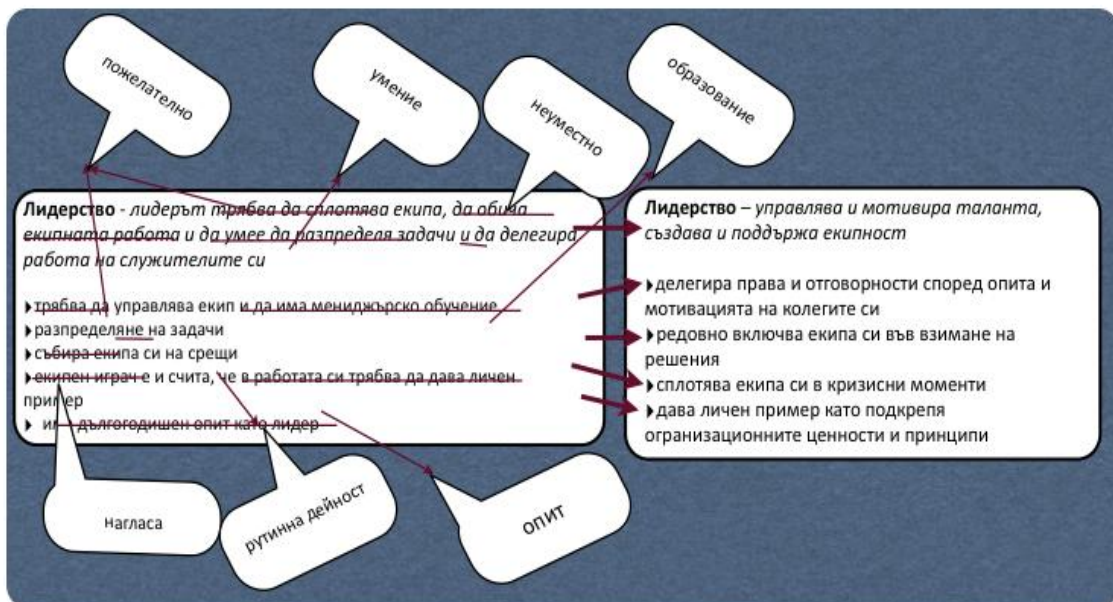 пожелателно
умение
неуместно
образование
Лидерство - лидерът трябва да сплотява екипа, да обича
екипната работа и да умее да разпределя задачи и да делегира
работа на служителите си
трябва да управлява екип и да има мениджърско обучение
разпределяне на задачи
събира екипа си на срещи
екипен играч е и счита, че в работата си трябва да дава личен
пример
има дългогодишен опит като лидер
Лидерство – управлява и мотивира таланта,
създава и поддържа екипност
делегира права и отговорности според опита и
мотивацията на колегите си
редовно включва екипа си във взимане на
решения
сплотява екипа си в кризисни моменти
дава личен пример като подкрепя
огранизационните ценности и принципи
нагласа
рутинна дейност
опит